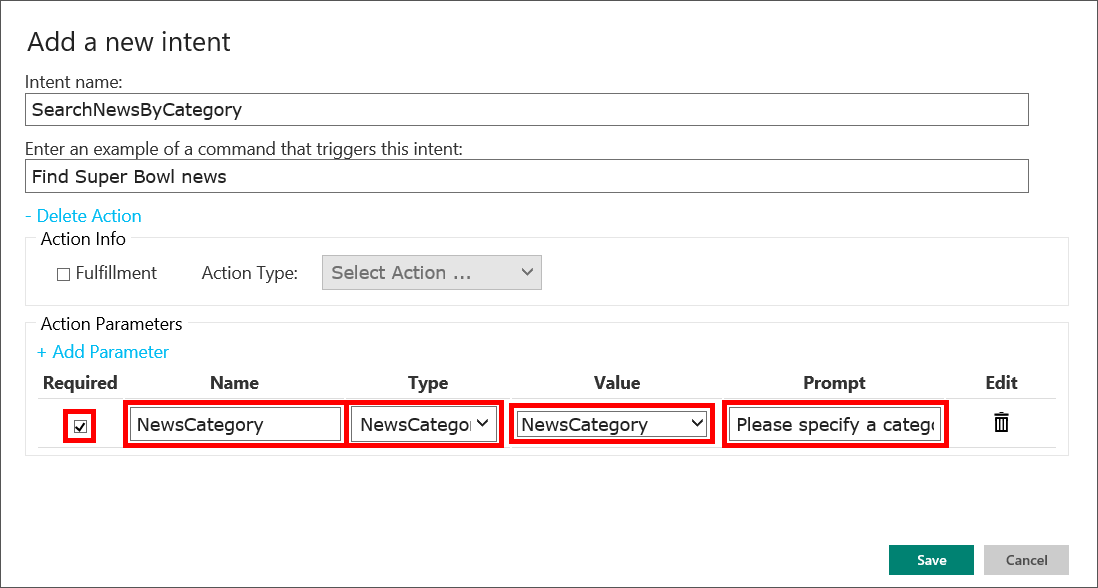 Add a new intent
Intent name:
SearchNewsByCategory
Enter an example of a command that triggers this intent:
Find Super Bowl news
- Delete Action
Action Info
Fulfillment Action Type: Select Action ...
Action Parameters
+ Add Parameter
Required Name Type Value Prompt Edit
NewsCategory NewsCategor NewsCategory Please specify a categ
Save Cancel